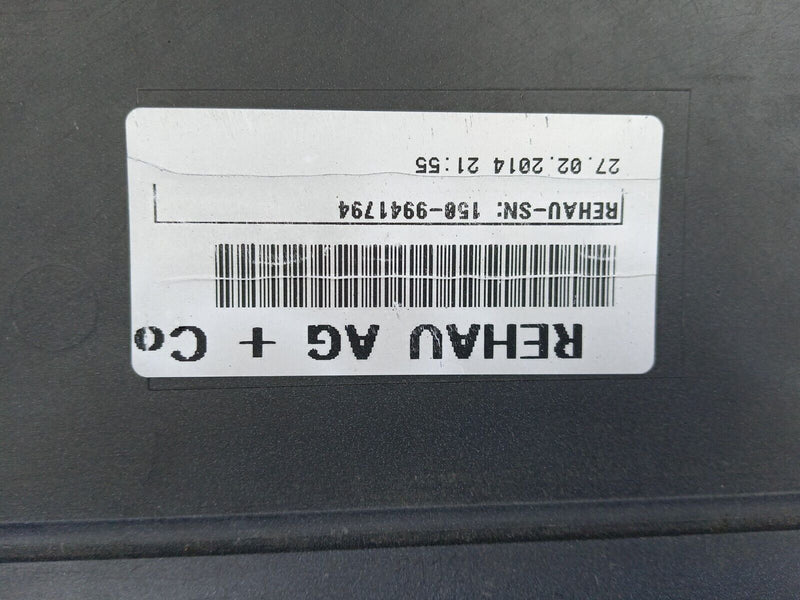 REHAU AG + Co
REHAU-SN: 150-9941794
27.02.2014 21:55